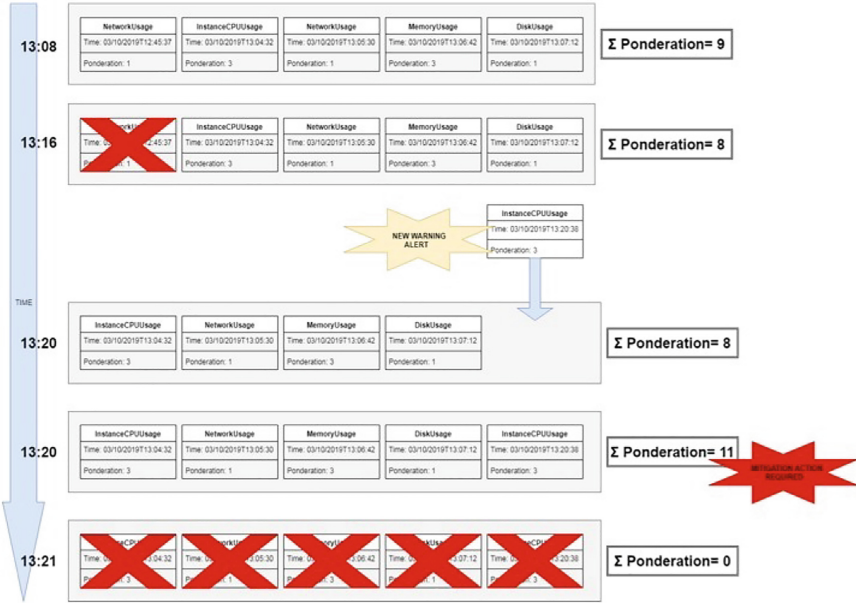 NetworkUsage InstanceCPUUsage NetworkUsage MemoryUsage DiskUsage
13:08 Time: 03/10/2019T12:45:37 Time: 03/10/2019T13:04:32 Time: 03/10/2019T13:05:30 Time: 03/10/2019T13:06:42 Time: 03/10/2019T13:07:12 Σ Ponderation= 9
Ponderation: 1 Ponderation: 3 Ponderation: 1 Ponderation: 3 Ponderation: 1
InstanceCPUUsage NetworkUsage MemoryUsage DiskUsage
13:16 Time: 12:45:37 Time: 03/10/2019T13:04:32 Time: 03/10/2019T13:05:30 Time: 03/10/2019T13:06:42 Time: 03/10/2019T13:07:12 Σ Ponderation= 8
1 Ponderation: 3 Ponderation: 1 Ponderation: 3 Ponderation: 1
InstanceCPUUsage
Time: 03/10/2019T13:20:38
Ponderation: 3
NEW WARNING
ALERT
TIME
InstanceCPUUsage NetworkUsage MemoryUsage DiskUsage
13:20 Time: 03/10/2019T13:04:32 Time: 03/10/2019T13:05:30 Time: 03/10/2019T13:06:42 Time: 03/10/2019T13:07:12 Σ Ponderation= 8
Ponderation: 3 Ponderation: 1 Ponderation: 3 Ponderation: 1
InstanceCPUUsage NetworkUsage MemoryUsage DiskUsage InstanceCPUUsage
13:20 Time: 03/10/2019T13:04:32 Time: 03/10/2019T13:05:30 Time: 03/10/2019T13:06:42 Time: 03/10/2019T13:07:12 Time: 03/10/2019T13:20:38 Σ Ponderation= 11
Ponderation: 3 Ponderation: 1 Ponderation: 3 Ponderation: 1 Ponderation: 3
MITIGATION ACTION
REQUIRED
13:21 Σ Ponderation= 0
3 1 3 1 3